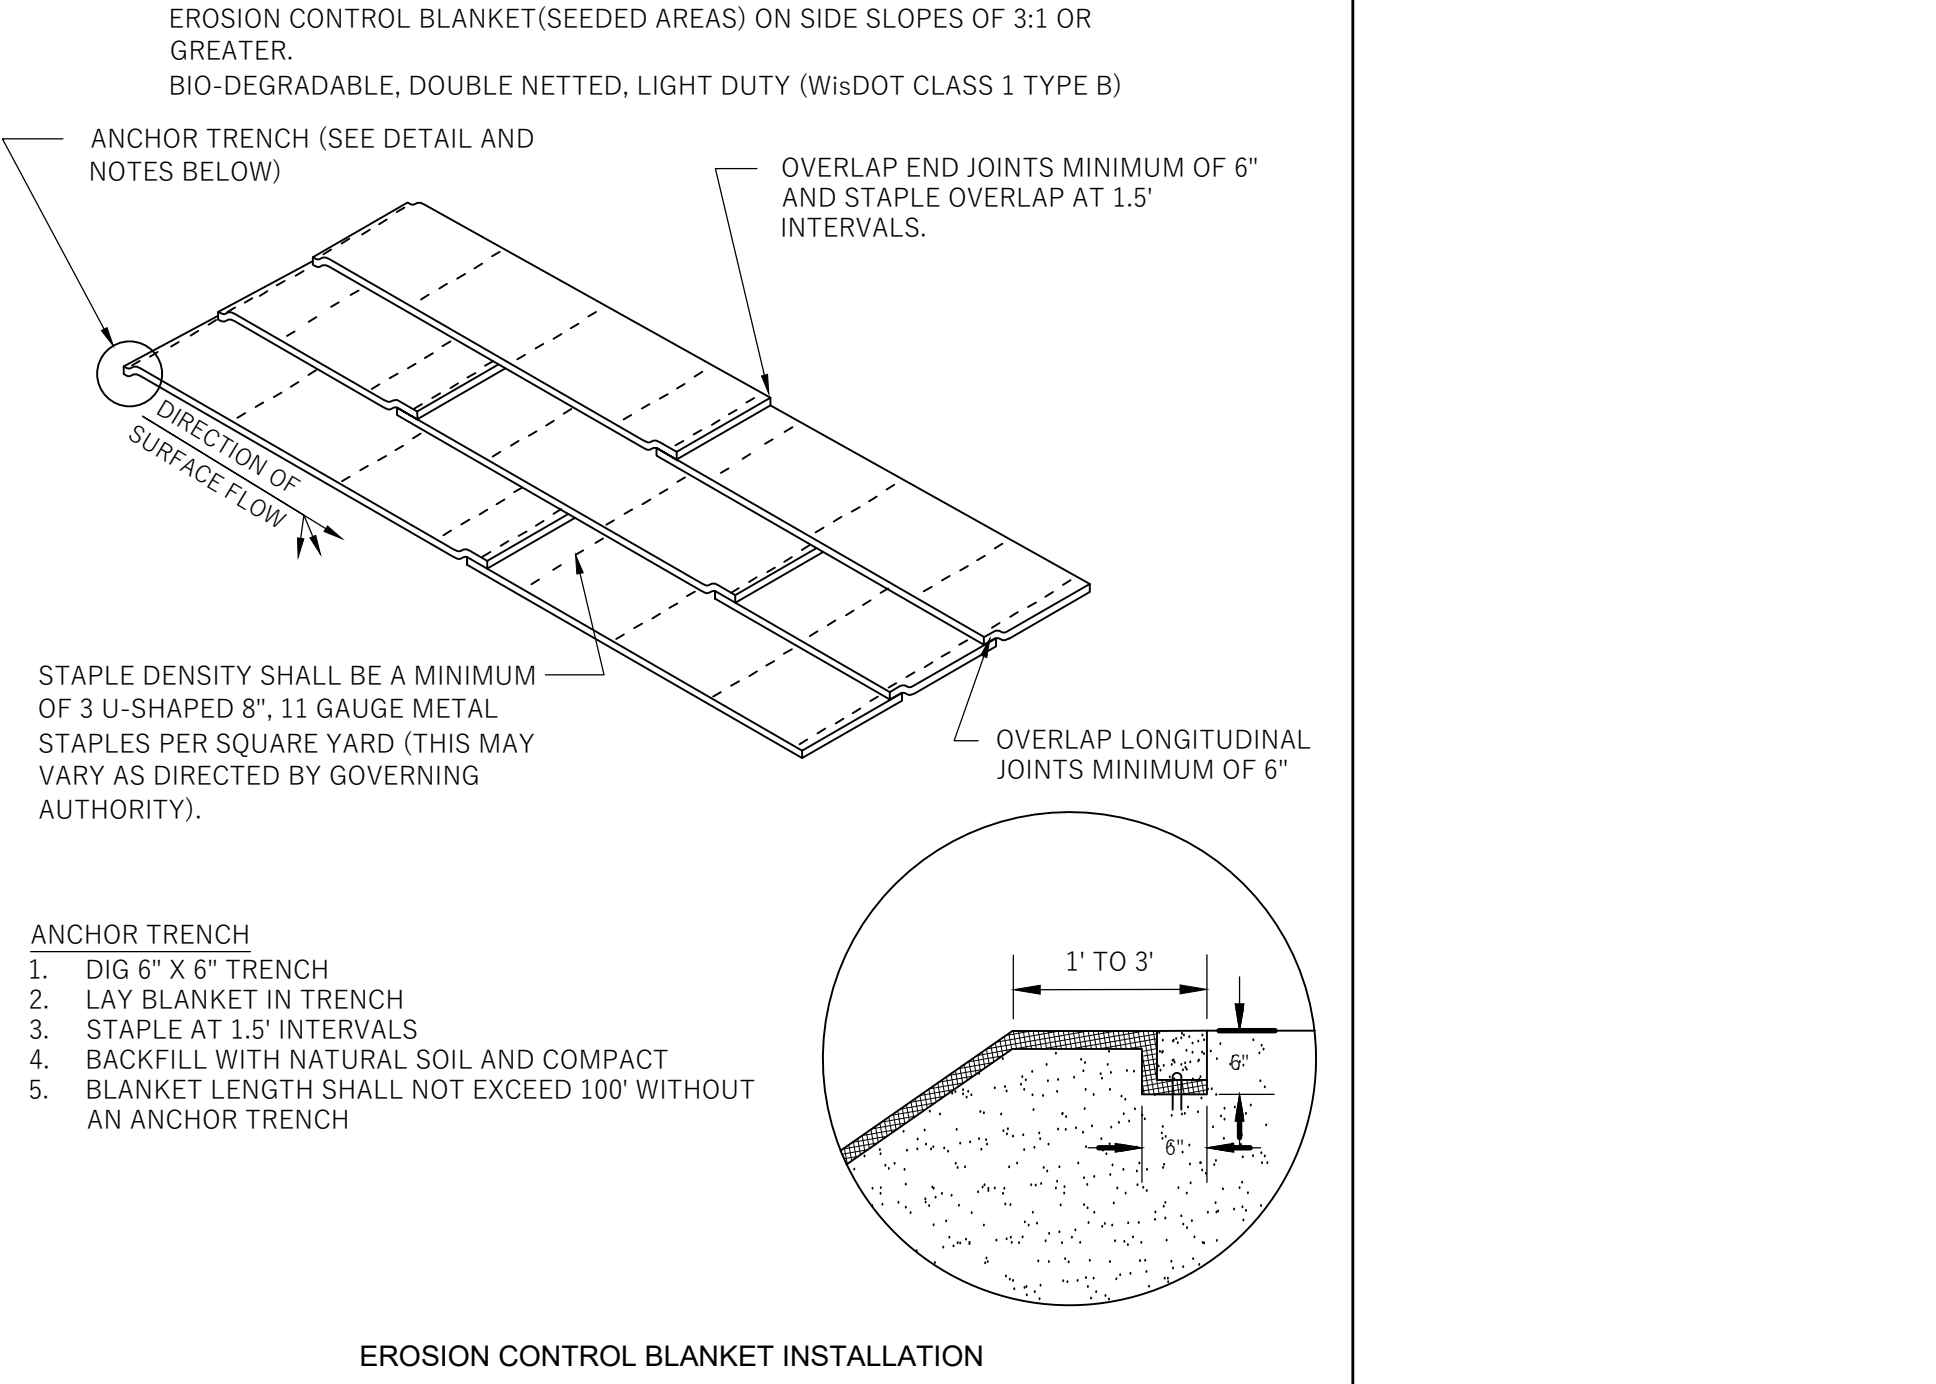 EROSION CONTROL BLANKET(SEEDED AREAS) ON SIDE SLOPES OF 3:1 OR
GREATER.
BIO-DEGRADABLE, DOUBLE NETTED, LIGHT DUTY (WisDOT CLASS 1 TYPE B)
ANCHOR TRENCH (SEE DETAIL AND
NOTES BELOW)
OVERLAP END JOINTS MINIMUM OF 6"
AND STAPLE OVERLAP AT 1.5'
INTERVALS.
DIRECTION OF
SURFACE FLOW
STAPLE DENSITY SHALL BE A MINIMUM
OF 3 U-SHAPED 8", 11 GAUGE METAL
STAPLES PER SQUARE YARD (THIS MAY
VARY AS DIRECTED BY GOVERNING
AUTHORITY).
OVERLAP LONGITUDINAL
JOINTS MINIMUM OF 6"
ANCHOR TRENCH
1. DIG 6" X 6" TRENCH
2. LAY BLANKET IN TRENCH
3. STAPLE AT 1.5' INTERVALS
4. BACKFILL WITH NATURAL SOIL AND COMPACT
5. BLANKET LENGTH SHALL NOT EXCEED 100' WITHOUT
AN ANCHOR TRENCH
1' TO 3'
6"
6"
EROSION CONTROL BLANKET INSTALLATION